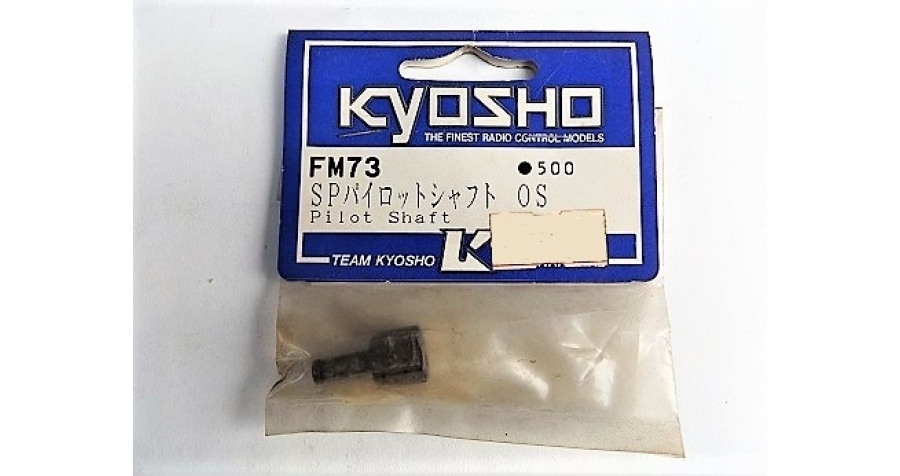 KYOSHO
THE FINEST RADIO CONTROL MODELS
FM73 ●500
SPパイロットシャフト OS
Pilot Shaft
TEAM KYOSHO K